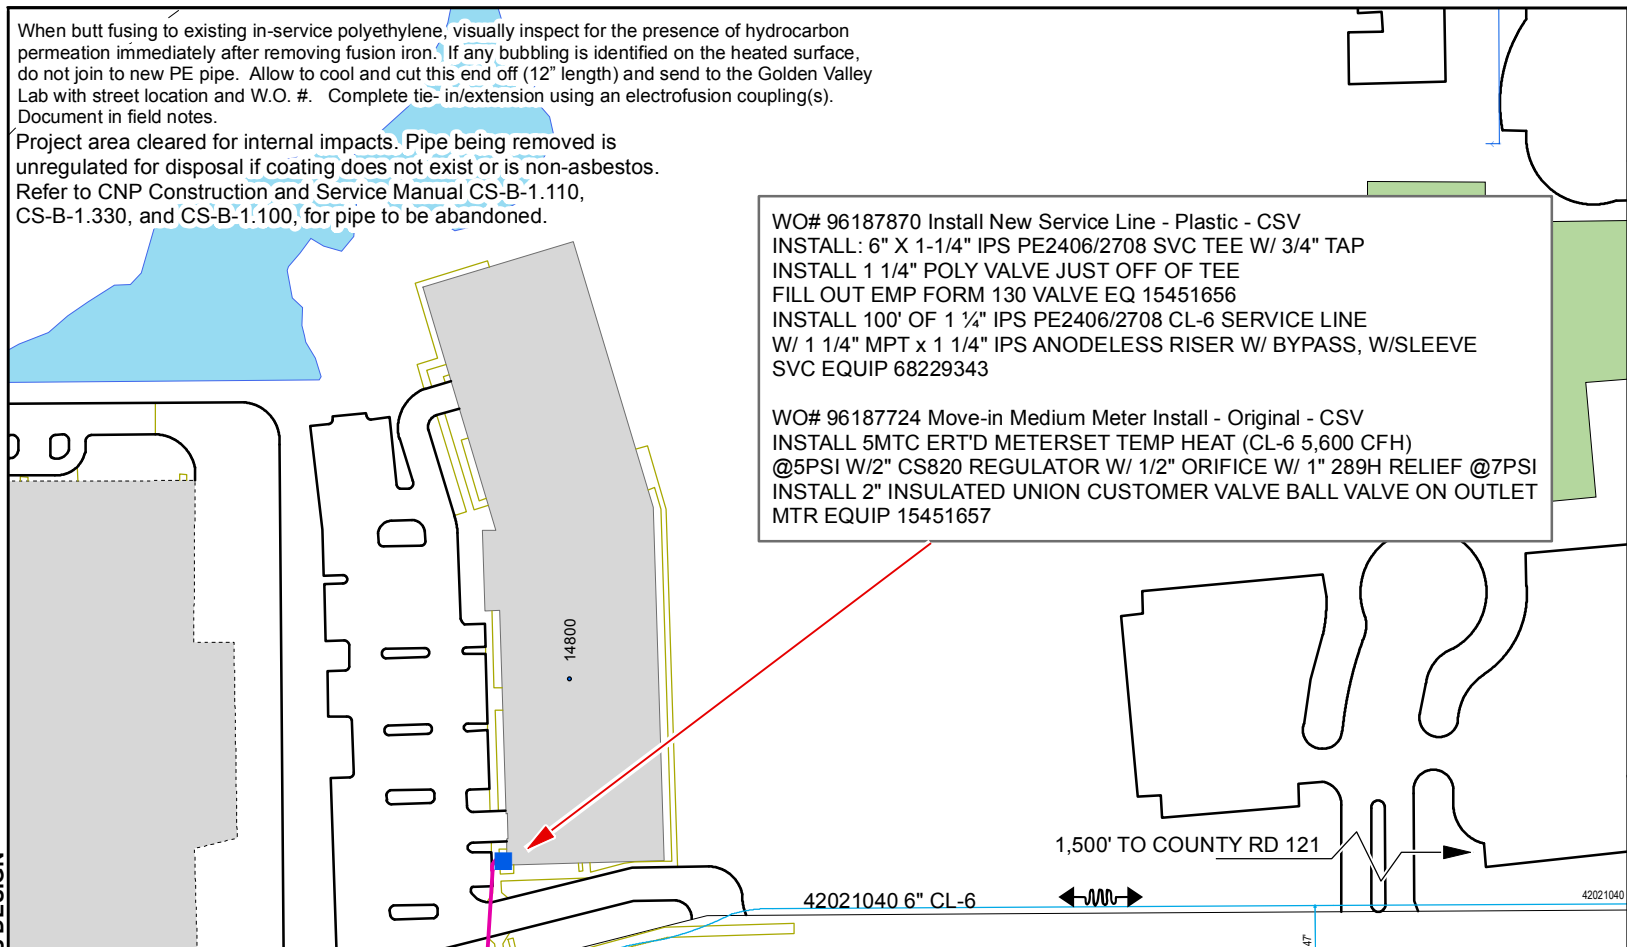 When butt fusing to existing in-service polyethylene, visually inspect for the presence of hydrocarbon
permeation immediately after removing fusion iron.  If any bubbling is identified on the heated surface,
do not join to new PE pipe.  Allow to cool and cut this end off (12” length) and send to the Golden Valley
Lab with street location and W.O. #.   Complete tie- in/extension using an electrofusion coupling(s).
Document in field notes.
Project area cleared for internal impacts. Pipe being removed is
unregulated for disposal if coating does not exist or is non-asbestos.
Refer to CNP Construction and Service Manual CS-B-1.110,
CS-B-1.330, and CS-B-1.100, for pipe to be abandoned.
WO# 96187870 Install New Service Line - Plastic - CSV
INSTALL: 6" X 1-1/4" IPS PE2406/2708 SVC TEE W/ 3/4" TAP
INSTALL 1 1/4" POLY VALVE JUST OFF OF TEE
FILL OUT EMP FORM 130 VALVE EQ 15451656
INSTALL 100' OF 1 ¼" IPS PE2406/2708 CL-6 SERVICE LINE
W/ 1 1/4" MPT x 1 1/4" IPS ANODELESS RISER W/ BYPASS, W/SLEEVE
SVC EQUIP 68229343
WO# 96187724 Move-in Medium Meter Install - Original - CSV
INSTALL 5MTC ERT'D METERSET TEMP HEAT (CL-6 5,600 CFH)
@5PSI W/2" CS820 REGULATOR W/ 1/2" ORIFICE W/ 1" 289H RELIEF @7PSI
INSTALL 2" INSULATED UNION CUSTOMER VALVE BALL VALVE ON OUTLET
MTR EQUIP 15451657
14800
1,500' TO COUNTY RD 121
42021040 6" CL-6
42021040
47'
DESIGN